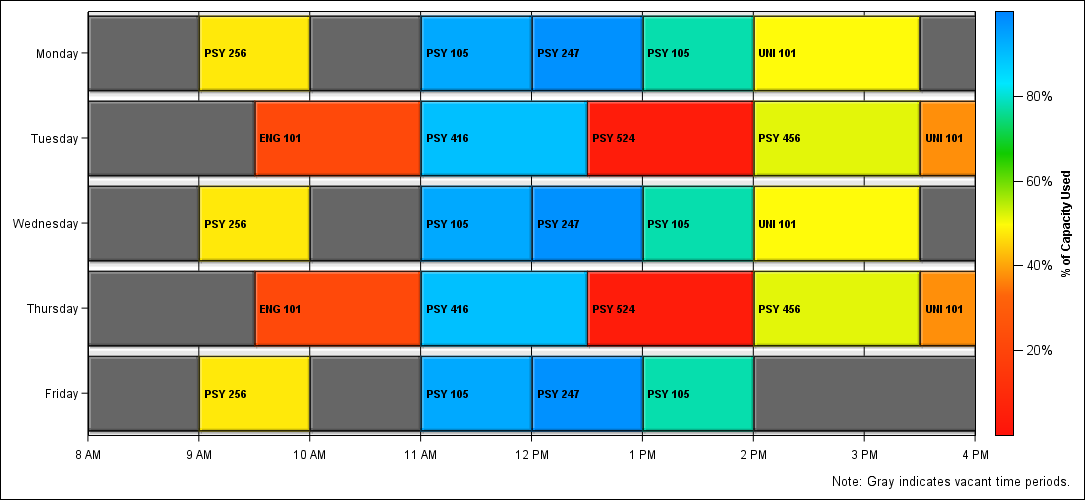 Monday
PSY 256
PSY 105
PSY 247
PSY 105
UNI 101
Tuesday
ENG 101
PSY 416
PSY 524
PSY 456
UNI 101
Wednesday
PSY 256
PSY 105
PSY 247
PSY 105
UNI 101
Thursday
ENG 101
PSY 416
PSY 524
PSY 456
UNI 101
Friday
PSY 256
PSY 105
PSY 247
PSY 105
8 AM
9 AM
10 AM
11 AM
12 PM
1 PM
2 PM
3 PM
4 PM
80%
60%
40%
20%
% of Capacity Used
Note: Gray indicates vacant time periods.